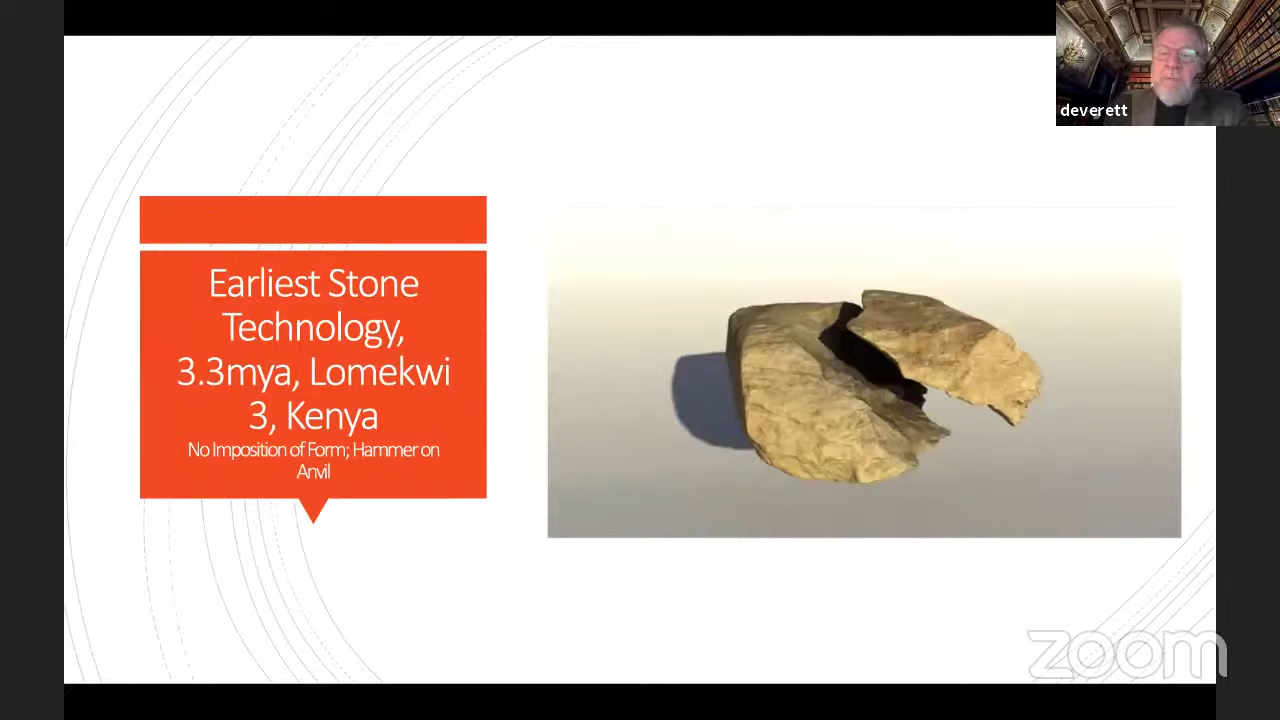 deverett
Earliest Stone
Technology,
3.3mya, Lomekwi
3, Kenya
No Imposition of Form; Hammer on
Anvil
zoom